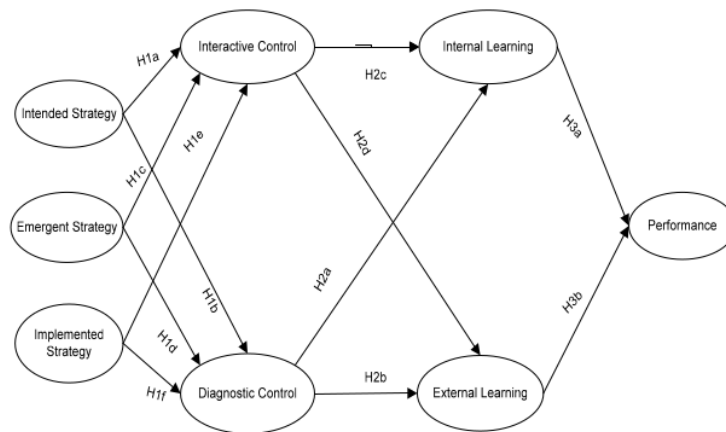 Interactive Control
Internal Learning
H1a
H2c
Intended Strategy
H1e
H3a
H2d
H1c
Emergent Strategy
Performance
H2a
H1b
H3b
Implemented
Strategy
H1d
H1f
Diagnostic Control
H2b
External Learning